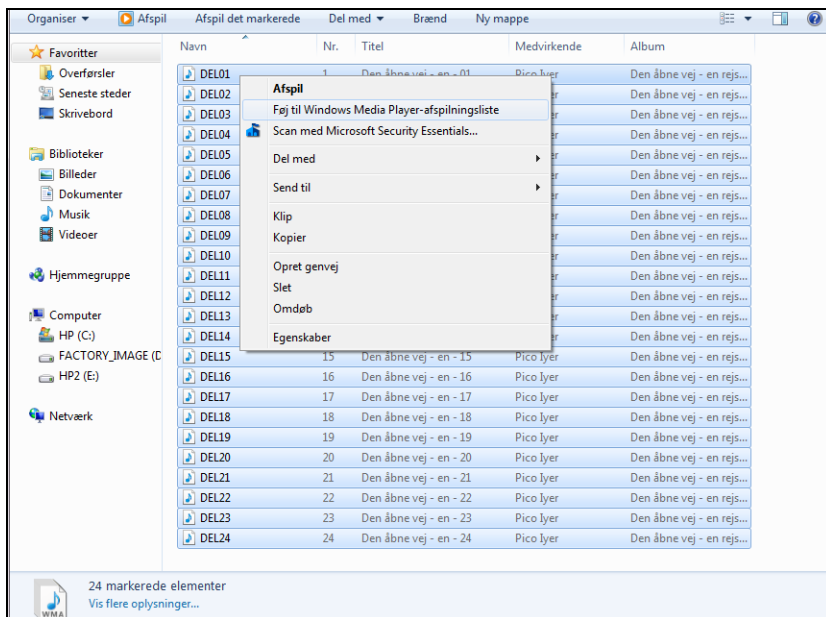 Organiser Afspil Afspil det markerede Del med Brænd Ny mappe
Navn Nr. Titel Medvirkende Album
Favoritter
Overførsler
Seneste steder
Skrivebord
Biblioteker
Billeder
Dokumenter
Musik
Videoer
Hjemmegruppe
Computer
HP (C:)
FACTORY_IMAGE (D
HP2 (E:)
Netværk
DEL01 1 Den åbne vej - en - 01 Pico Iyer Den åbne vej - en rejs...
DEL02 Den åbne vej - en rejs...
DEL03 Den åbne vej - en rejs...
DEL04 Den åbne vej - en rejs...
DEL05 Den åbne vej - en rejs...
DEL06 Den åbne vej - en rejs...
DEL07 Den åbne vej - en rejs...
DEL08 Den åbne vej - en rejs...
DEL09 Den åbne vej - en rejs...
DEL10 Den åbne vej - en rejs...
DEL11 Den åbne vej - en rejs...
DEL12 Den åbne vej - en rejs...
DEL13 Den åbne vej - en rejs...
DEL14 Den åbne vej - en rejs...
DEL15 15 Den åbne vej - en - 15 Pico Iyer Den åbne vej - en rejs...
DEL16 16 Den åbne vej - en - 16 Pico Iyer Den åbne vej - en rejs...
DEL17 17 Den åbne vej - en - 17 Pico Iyer Den åbne vej - en rejs...
DEL18 18 Den åbne vej - en - 18 Pico Iyer Den åbne vej - en rejs...
DEL19 19 Den åbne vej - en - 19 Pico Iyer Den åbne vej - en rejs...
DEL20 20 Den åbne vej - en - 20 Pico Iyer Den åbne vej - en rejs...
DEL21 21 Den åbne vej - en - 21 Pico Iyer Den åbne vej - en rejs...
DEL22 22 Den åbne vej - en - 22 Pico Iyer Den åbne vej - en rejs...
DEL23 23 Den åbne vej - en - 23 Pico Iyer Den åbne vej - en rejs...
DEL24 24 Den åbne vej - en - 24 Pico Iyer Den åbne vej - en rejs...
Afspil
Føj til Windows Media Player-afspilningsliste
Scan med Microsoft Security Essentials...
Del med
Send til
Klip
Kopier
Opret genvej
Slet
Omdøb
Egenskaber
24 markerede elementer
Vis flere oplysninger...
WMA